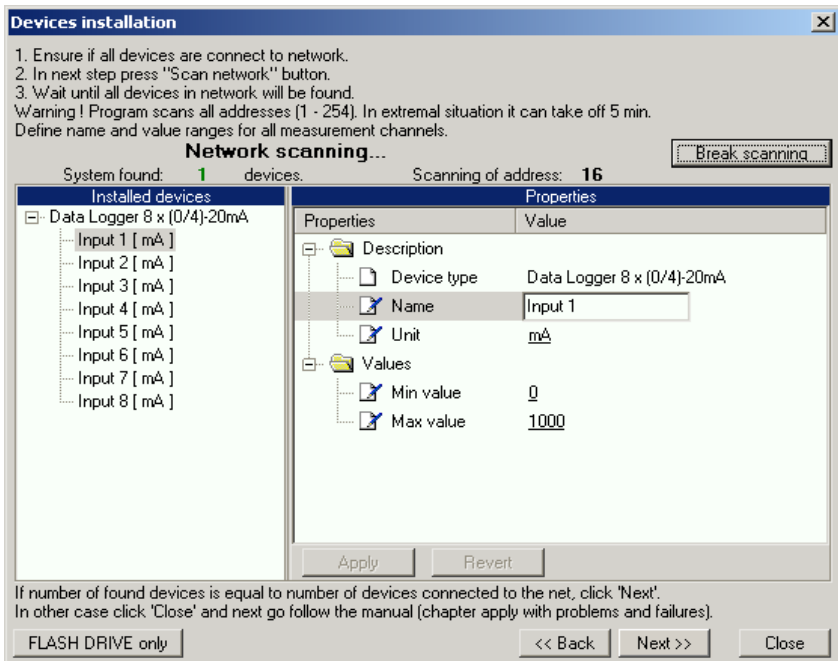 Devices installation
1. Ensure if all devices are connect to network.
2. In next step press "Scan network" button.
3. Wait until all devices in network will be found.
Warning ! Program scans all addresses (1 - 254). In extremal situation it can take off 5 min.
Define name and value ranges for all measurement channels.
Network scanning...
Break scanning
System found: 1 devices. Scanning of address: 16
Installed devices
Data Logger 8 x (0/4)-20mA
Input 1 [ mA ]
Input 2 [ mA ]
Input 3 [ mA ]
Input 4 [ mA ]
Input 5 [ mA ]
Input 6 [ mA ]
Input 7 [ mA ]
Input 8 [ mA ]
Properties
Properties Value
Description
Device type Data Logger 8 x (0/4)-20mA
Name Input 1
Unit mA
Values
Min value 0
Max value 1000
Apply Revert
If number of found devices is equal to number of devices connected to the net, click 'Next'.
In other case click 'Close' and next go follow the manual (chapter apply with problems and failures).
FLASH DRIVE only << Back Next >> Close